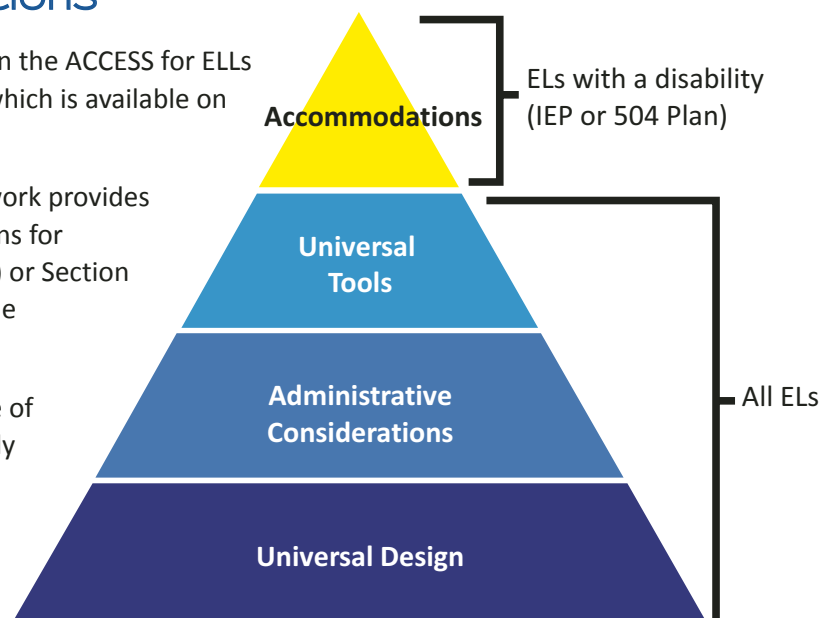 n the ACCESS for ELLs
which is available on
work provides
ns for
) or Section
e
e of
ly
Accommodations
ELs with a disability
(IEP or 504 Plan)
Universal
Tools
Administrative
Considerations
All ELs
Universal Design